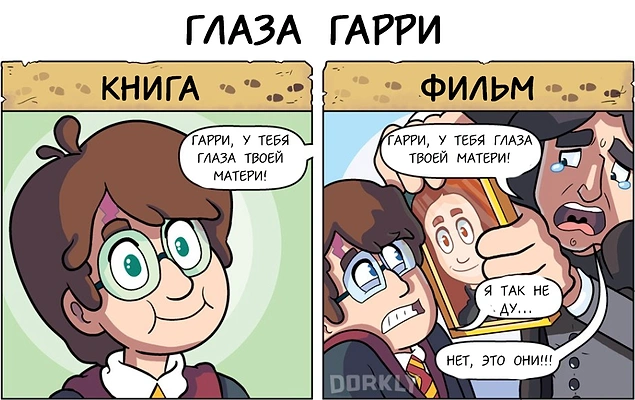 ГЛАЗА ГАРРИ
КНИГА
ГАРРИ, У ТЕБЯ
ГЛАЗА ТВОЕЙ
МАТЕРИ!
ФИЛЬМ
ГАРРИ, У ТЕБЯ ГЛАЗА
ТВОЕЙ МАТЕРИ!
Я ТАК НЕ
ДУ...
НЕТ, ЭТО ОНИ!!!
DORKLY